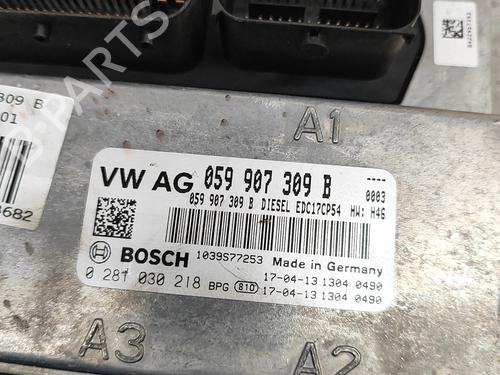 309 B
01
682
A1
VW AG 059 907 309 B
0003
059 907 309 B DIESEL EDC17CP54 HW: H46
BOSCH 1039S77253 Made in Germany
0 281 030 218 BPG 810 17-04-13 1304 0490
17-04-13 1304 0490
A3
A2
B-PARTS